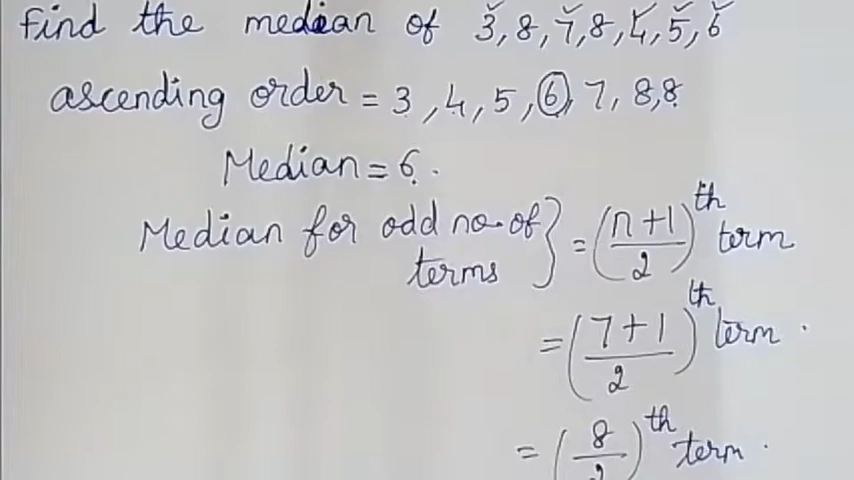 find the median of 3, 8, 7, 8, 4, 5, 6
ascending order = 3, 4, 5, 6, 7, 8, 8
Median = 6.
Median for odd no. of terms } = (n+1/2)th term
= (7+1/2)th term.
= (8/2)th term.